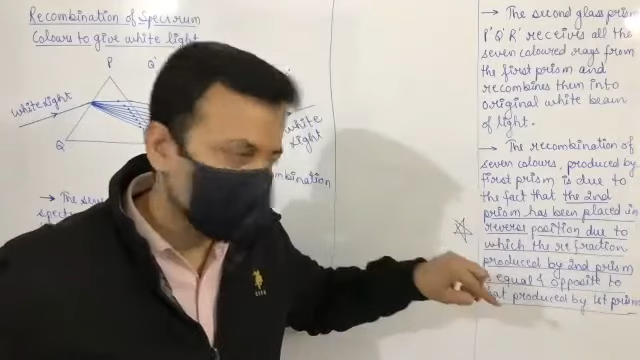 Recombination of Spectrum
Colours to give white light
P
Q'
white light
Q
white
light
combination
→ The
→ The second glass prism
P'Q'R' receives all the
seven coloured rays from
the first prism and
recombines them into
original white beam
of light.
→ The recombination of
seven colours, produced by
first prism is due to
the fact that the 2nd
prism has been placed in
reverse position due to
which the refraction
produced by 2nd prism
is equal & opposite to
that produced by 1st prism